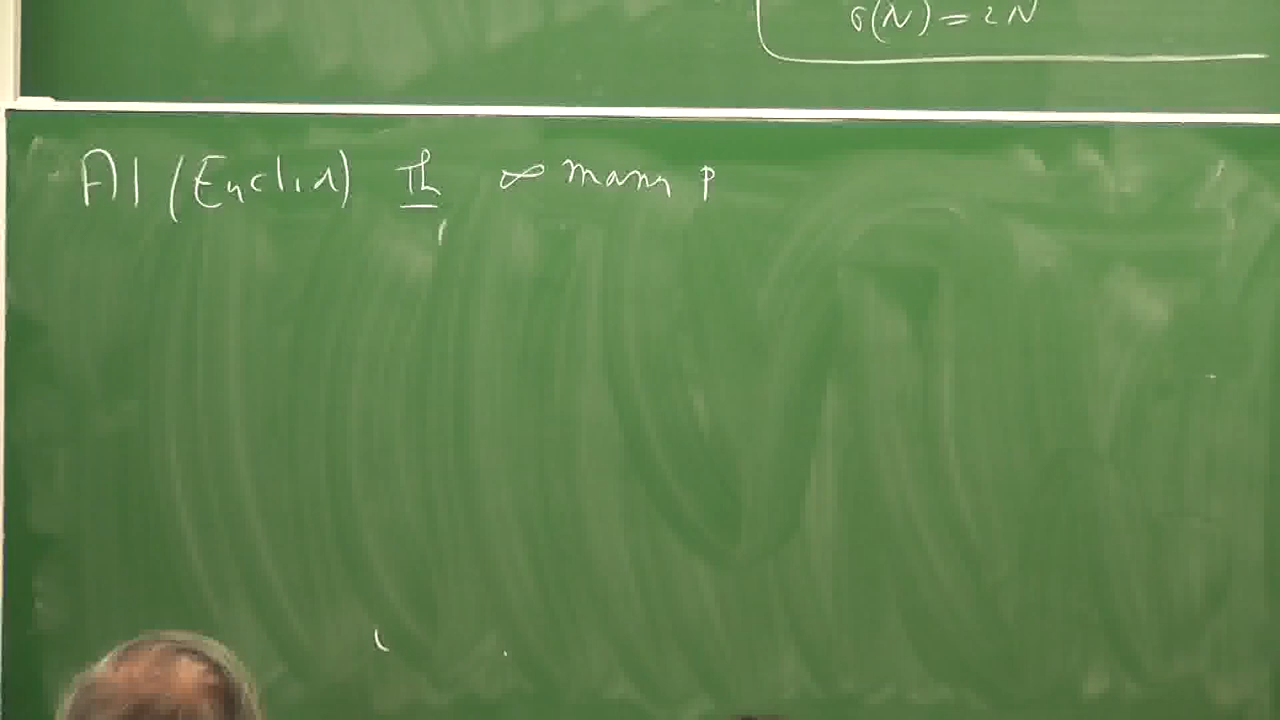 σ(N) = 2N
A1 (Euclid) Th ∞ many p